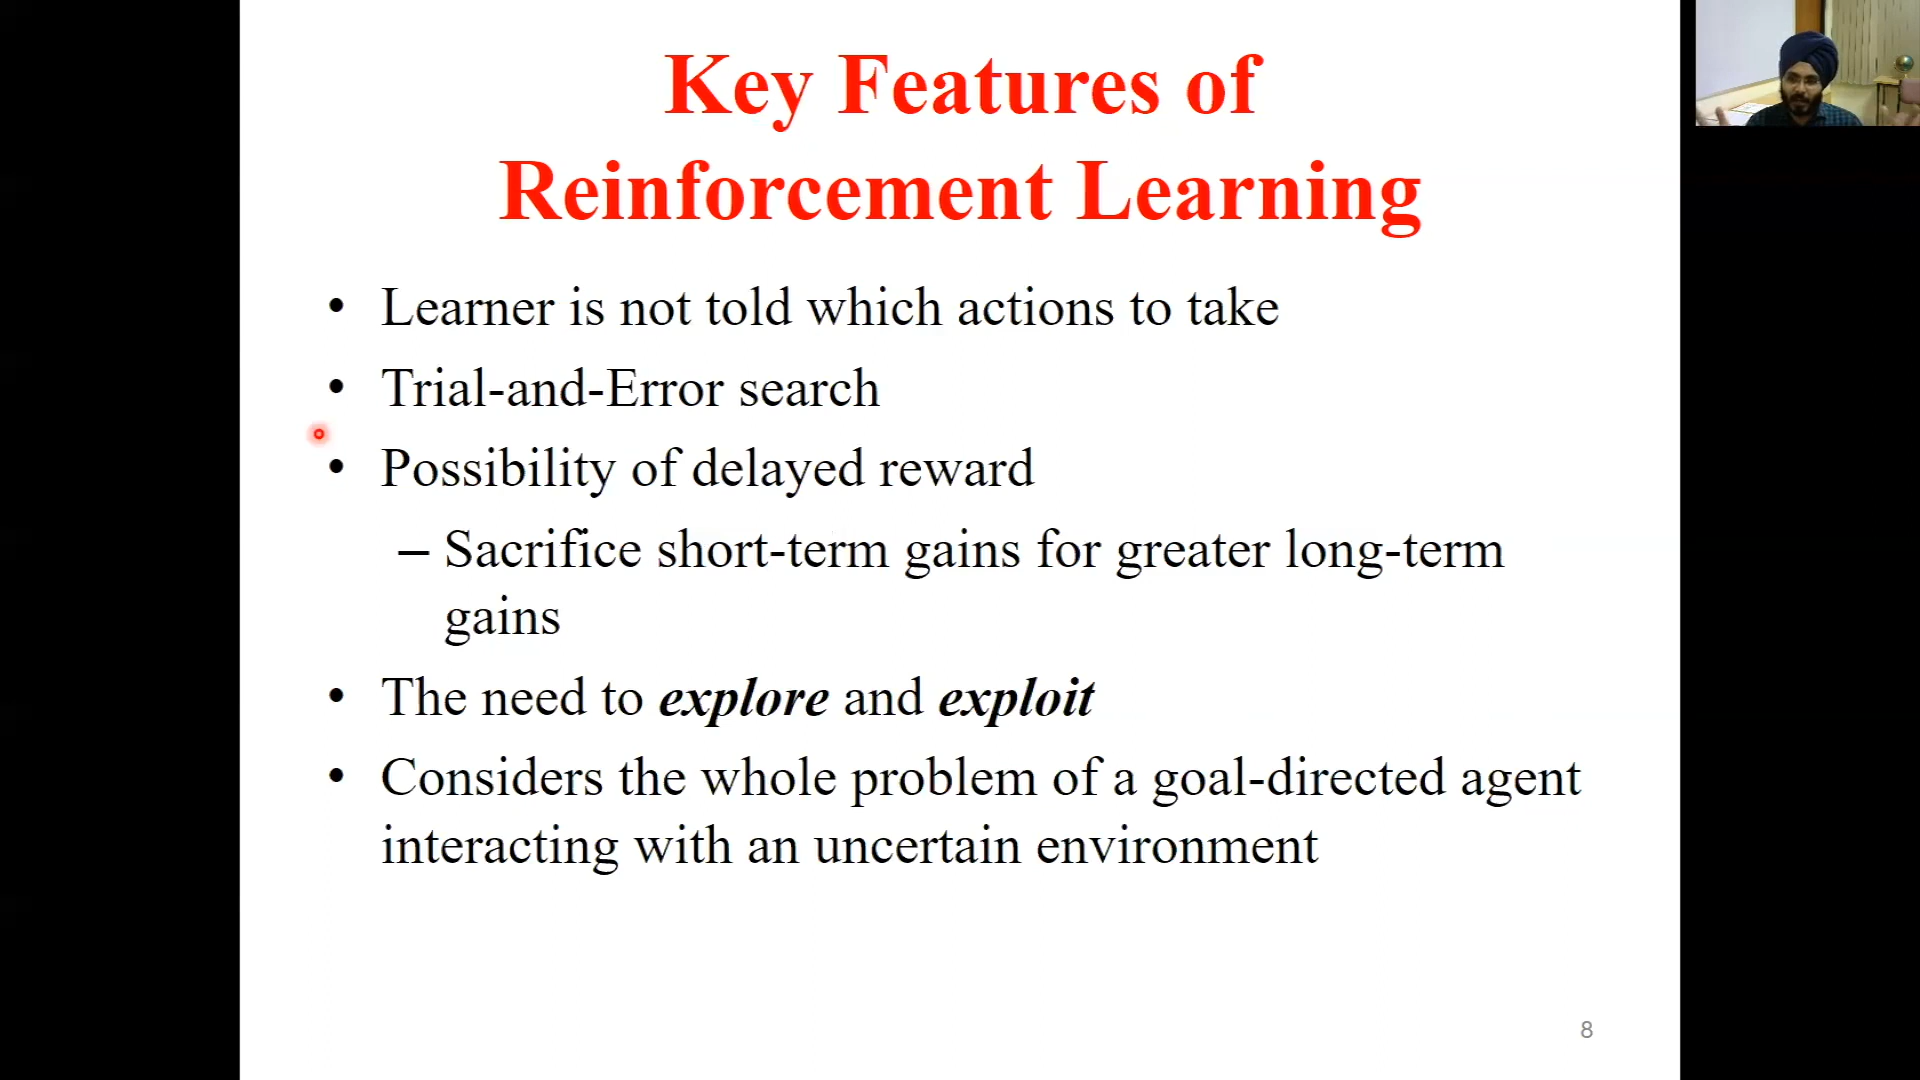 Key Features of
Reinforcement Learning
• Learner is not told which actions to take
• Trial-and-Error search
• Possibility of delayed reward
– Sacrifice short-term gains for greater long-term
gains
• The need to explore and exploit
• Considers the whole problem of a goal-directed agent
interacting with an uncertain environment
8